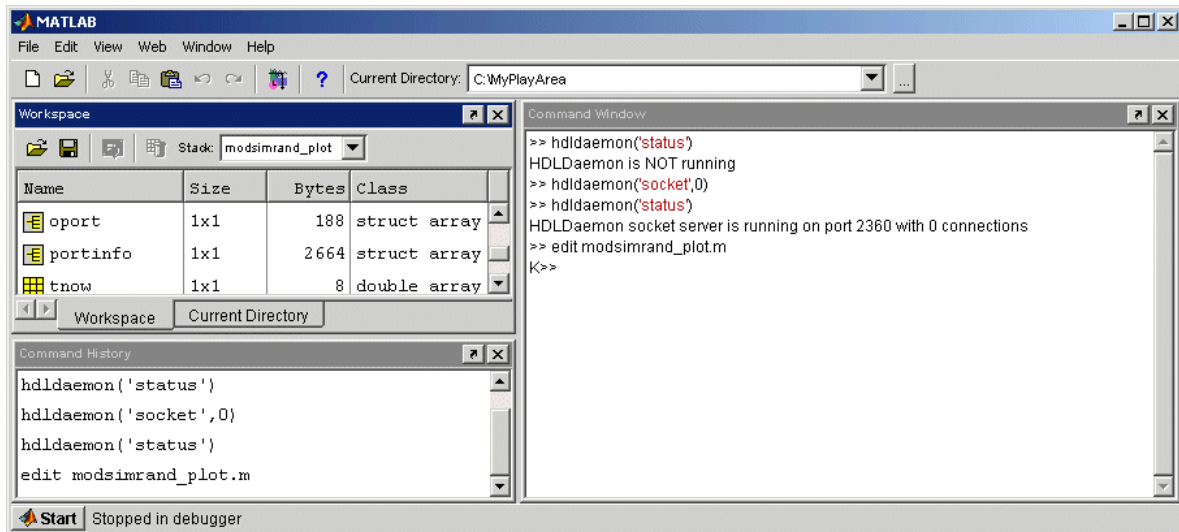 MATLAB
File Edit View Web Window Help
? Current Directory: C:\MyPlayArea ...
Workspace
Stack: modsimrand_plot
Name Size Bytes Class
oport 1x1 188 struct array
portinfo 1x1 2664 struct array
tnow 1x1 8 double array
Workspace Current Directory
Command History
hdldaemon('status')
hdldaemon('socket',0)
hdldaemon('status')
edit modsimrand_plot.m
Command Window
>> hdldaemon('status')
HDLDaemon is NOT running
>> hdldaemon('socket',0)
>> hdldaemon('status')
HDLDaemon socket server is running on port 2360 with 0 connections
>> edit modsimrand_plot.m
K>>
Start Stopped in debugger